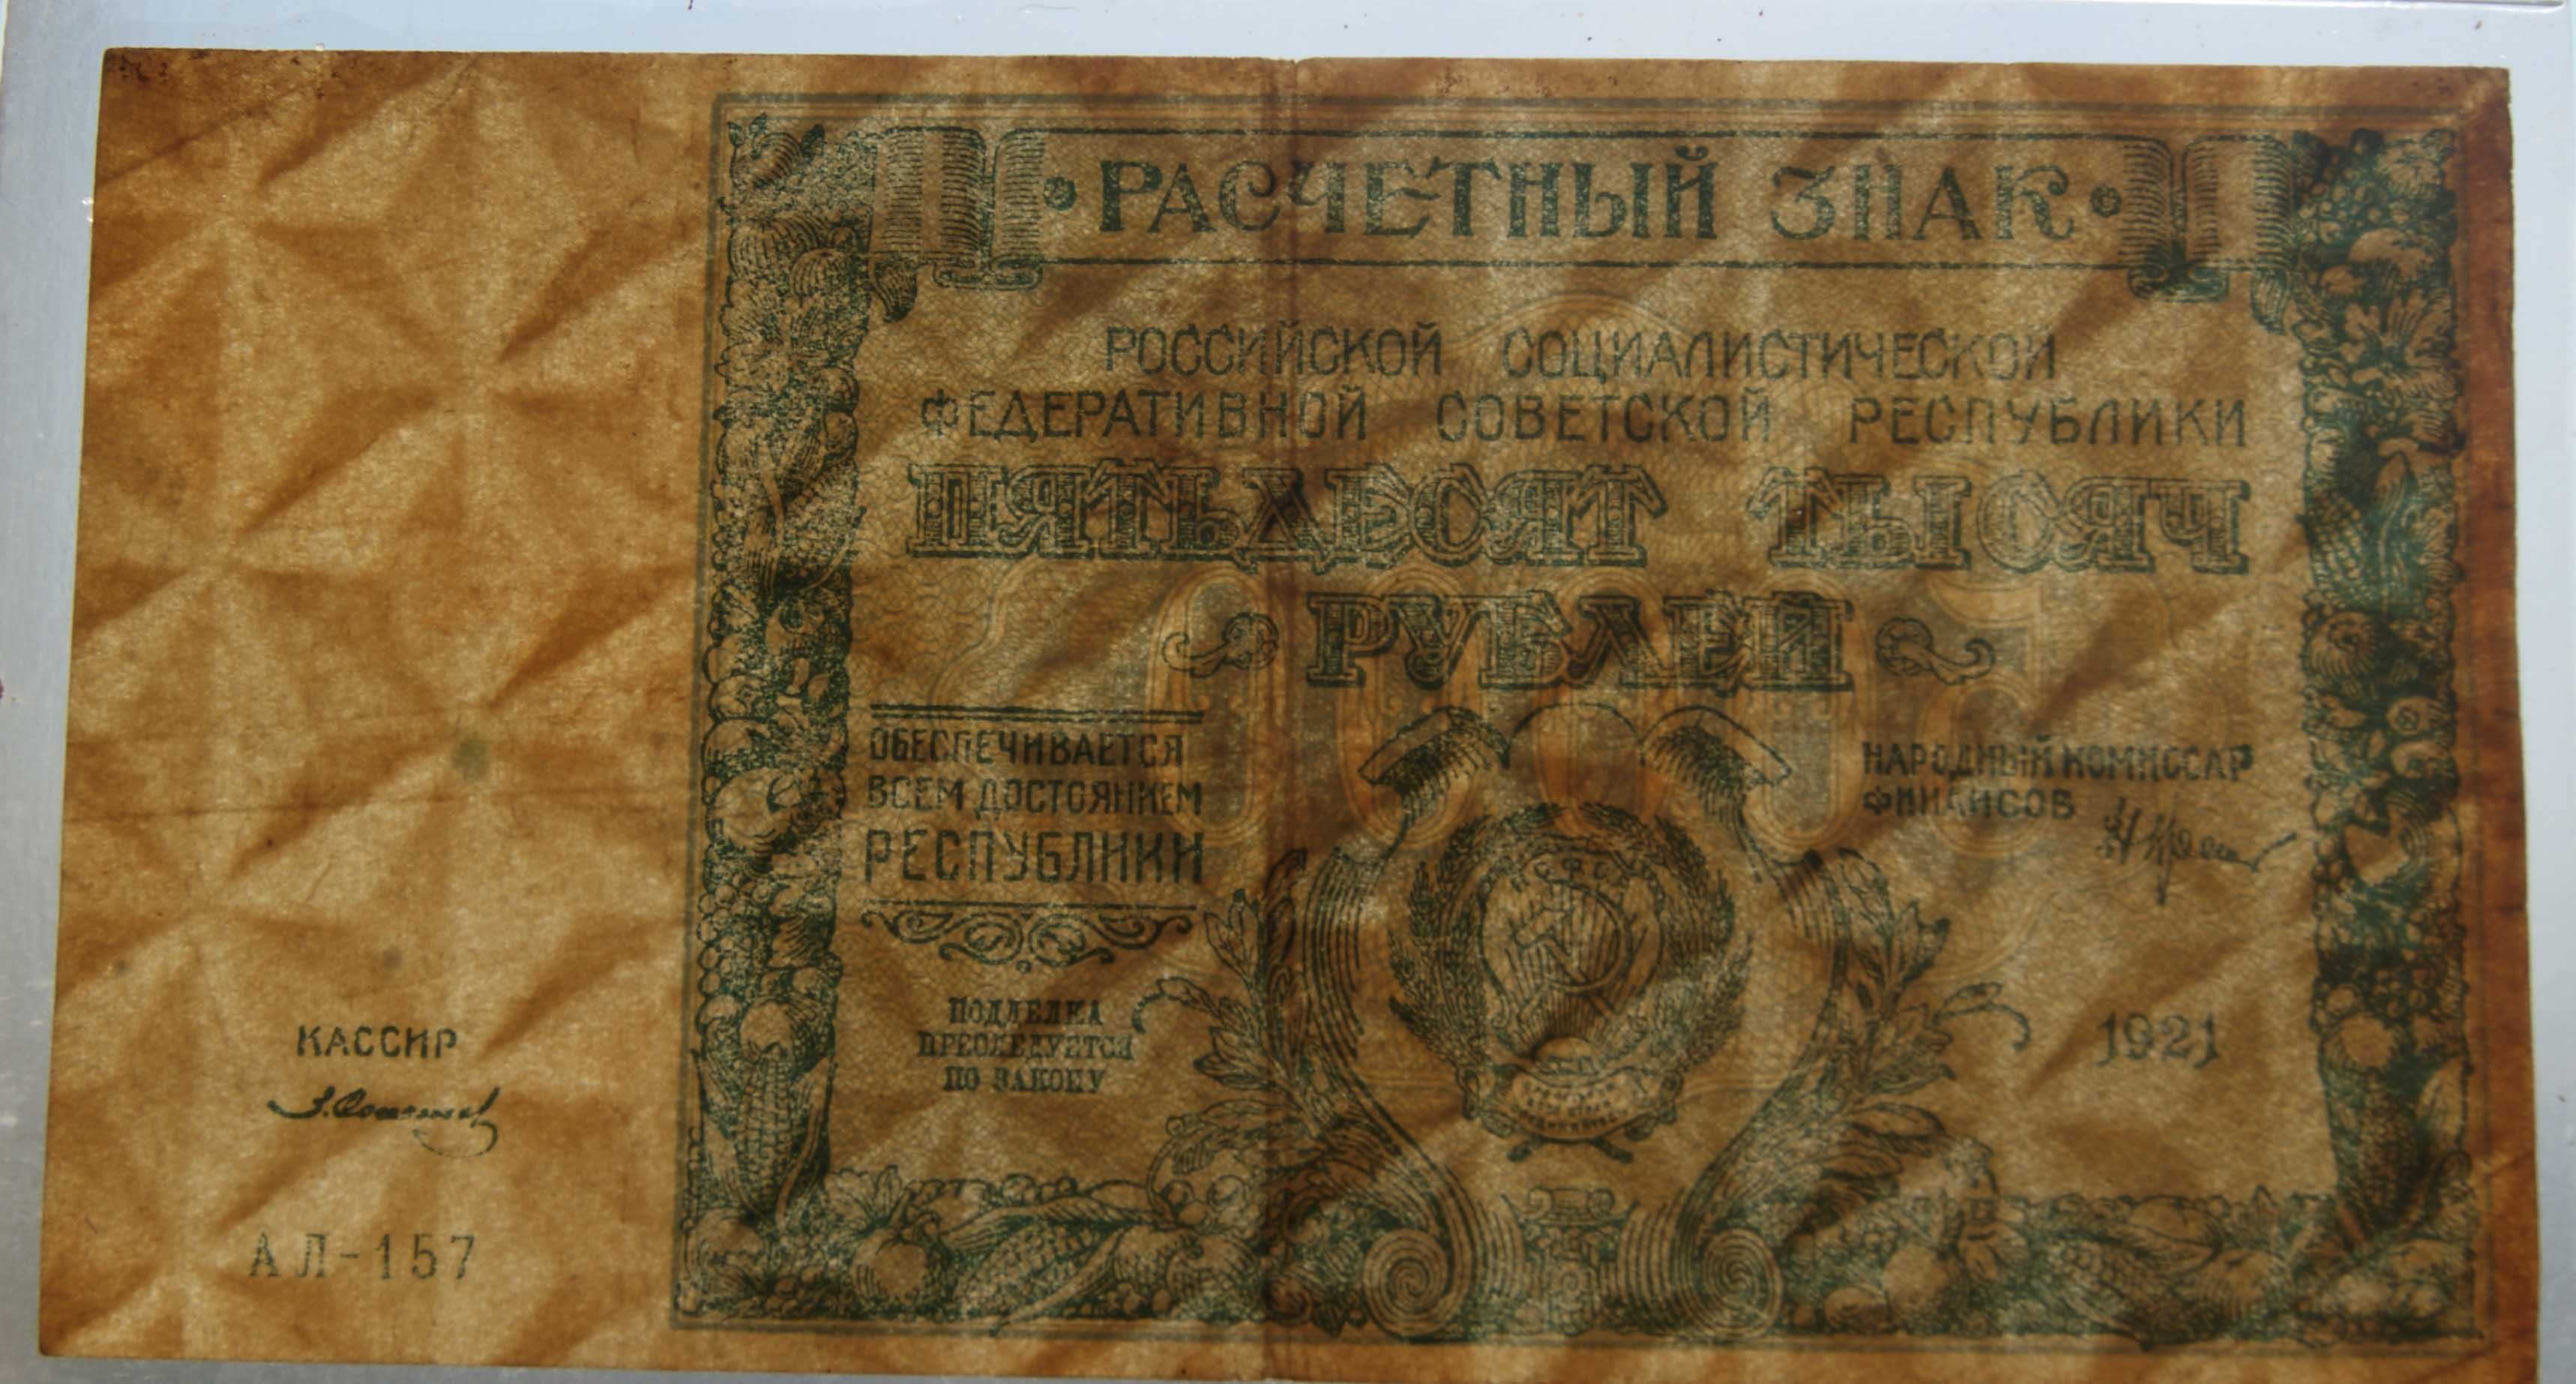 РАСЧЕТНЫЙ ЗНАК
РОССИЙСКОЙ СОЦИАЛИСТИЧЕСКОЙ
ФЕДЕРАТИВНОЙ СОВЕТСКОЙ РЕСПУБЛИКИ
ПЯТЬДЕСЯТ ТЫСЯЧ
РУБЛЕЙ
ОБЕСПЕЧИВАЕТСЯ
ВСЕМ ДОСТОЯНИЕМ
РЕСПУБЛИКИ
НАРОДНЫЙ КОМИССАР
ФИНАНСОВ
ПОДДЕЛКА
ПРЕСЛЕДУЕТСЯ
ПО ЗАКОНУ
1921
КАССИР
АЛ-157